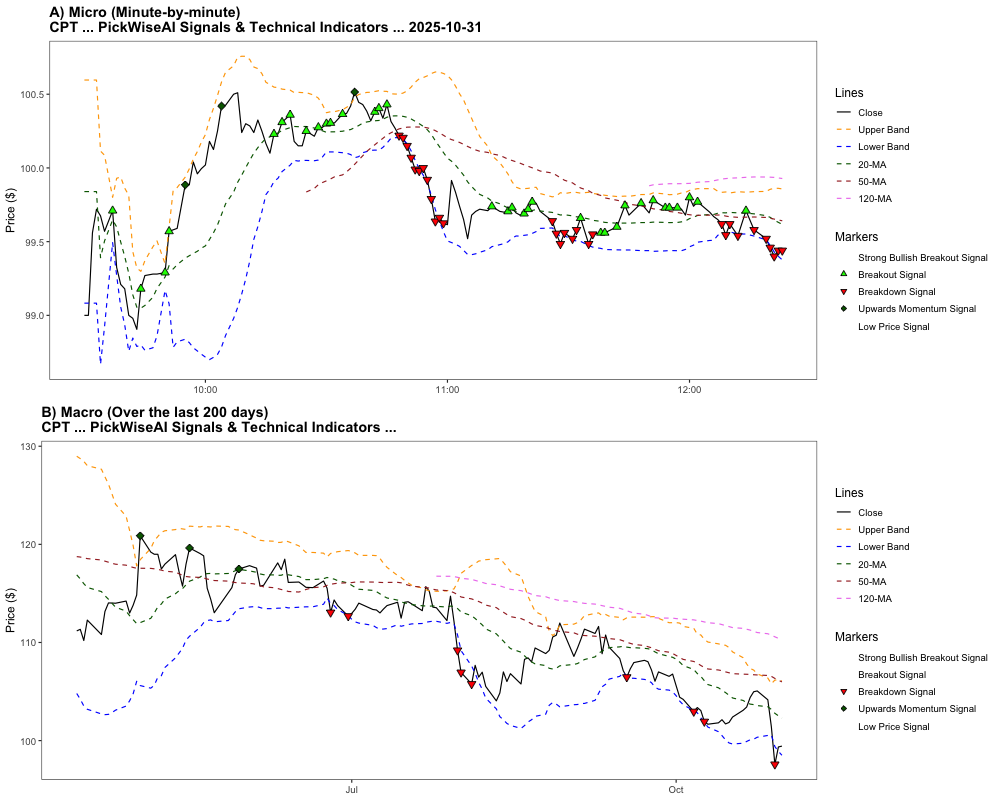 A) Micro (Minute-by-minute)
CPT ... PickWiseAI Signals & Technical Indicators ... 2025-10-31
Price ($)
100.5
100.0
99.5
99.0
10:00
11:00
12:00
Lines
Close
Upper Band
Lower Band
20-MA
50-MA
120-MA
Markers
Strong Bullish Breakout Signal
Breakout Signal
Breakdown Signal
Upwards Momentum Signal
Low Price Signal
B) Macro (Over the last 200 days)
CPT ... PickWiseAI Signals & Technical Indicators ...
Price ($)
130
120
110
100
Jul
Oct
Lines
Close
Upper Band
Lower Band
20-MA
50-MA
120-MA
Markers
Strong Bullish Breakout Signal
Breakout Signal
Breakdown Signal
Upwards Momentum Signal
Low Price Signal